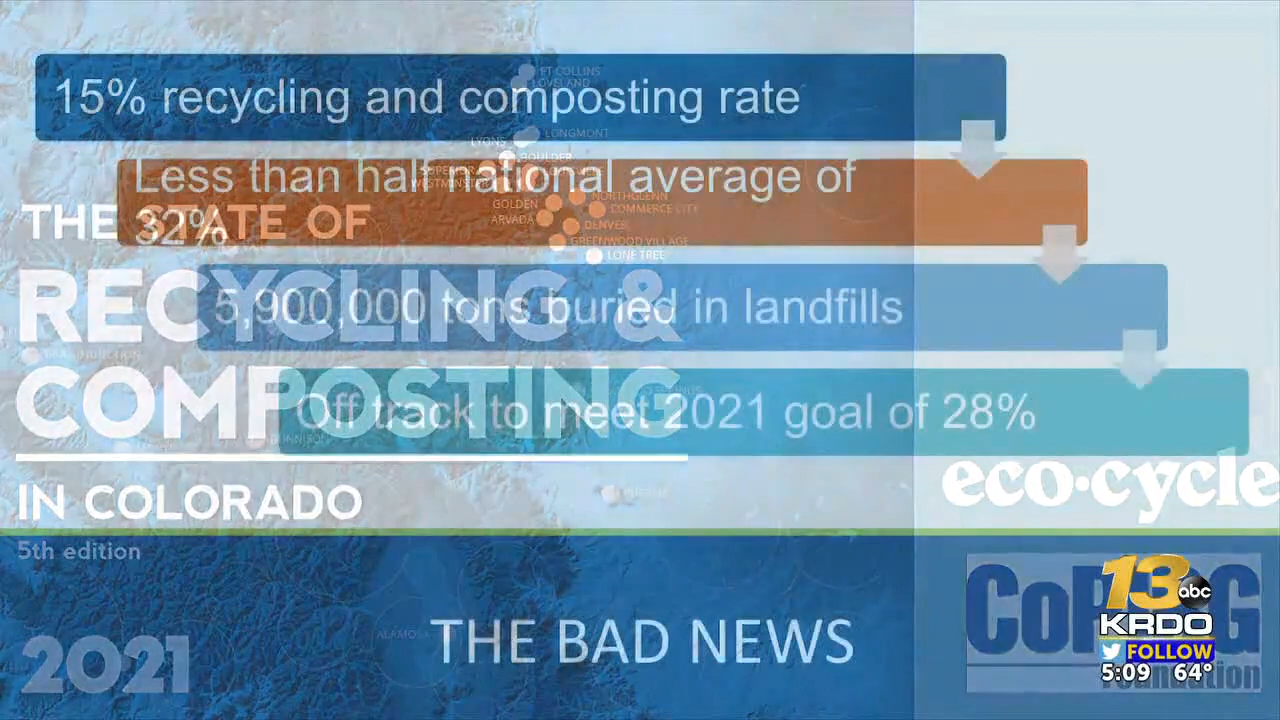 15% recycling and composting rate
Less than half national average of
32%
5,900,000 tons buried in landfills
Off track to meet 2021 goal of 28%
THE BAD NEWS
THE STATE OF
RECYCLING &
COMPOSTING
IN COLORADO
5th edition
2021
FT COLLINS
LOVELAND
LONGMONT
LYONS
BOULDER
SUPERIOR
LOUISVILLE
WESTMINSTER
NORTHGLENN
GOLDEN
COMMERCE CITY
ARVADA
DENVER
GREENWOOD VILLAGE
LONE TREE
GUNNISON
eco·cycle
Foundation
13
abc
KRDO
FOLLOW
5:09 64°